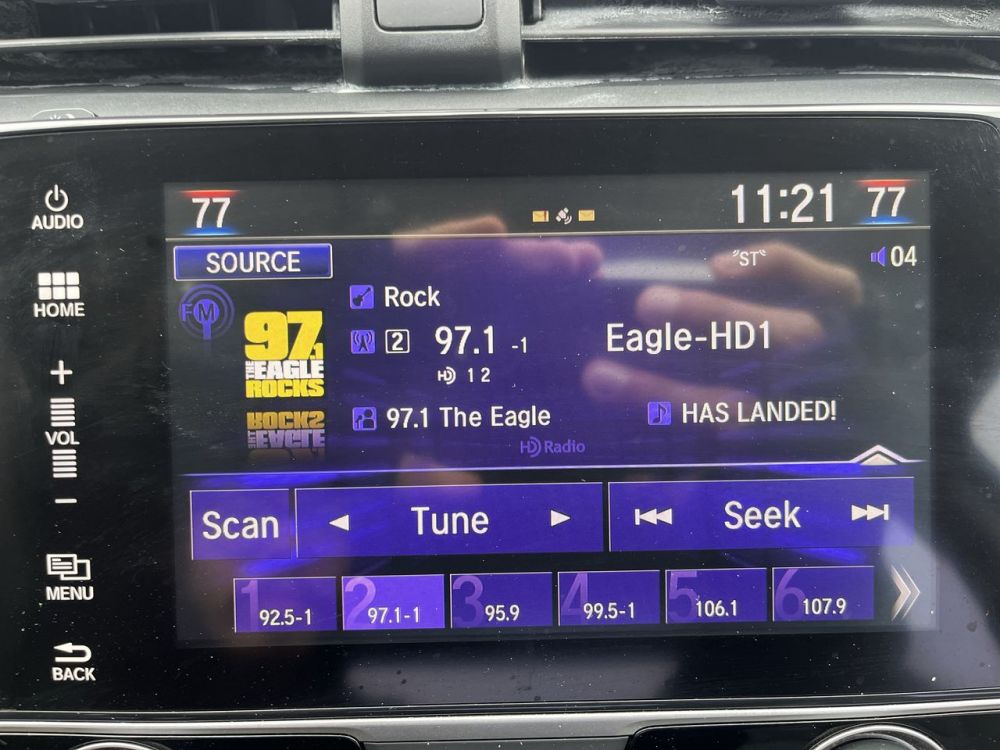 AUDIO
HOME
+
VOL
-
MENU
BACK
77
11:21
77
SOURCE
"ST"
04
FM
Rock
97.1
THE EAGLE
ROCKS
2 97.1 -1
Eagle-HD1
HD 1 2
97.1 The Eagle
HAS LANDED!
HD Radio
Scan
Tune
Seek
1 92.5-1
2 97.1-1
3 95.9
4 99.5-1
5 106.1
6 107.9